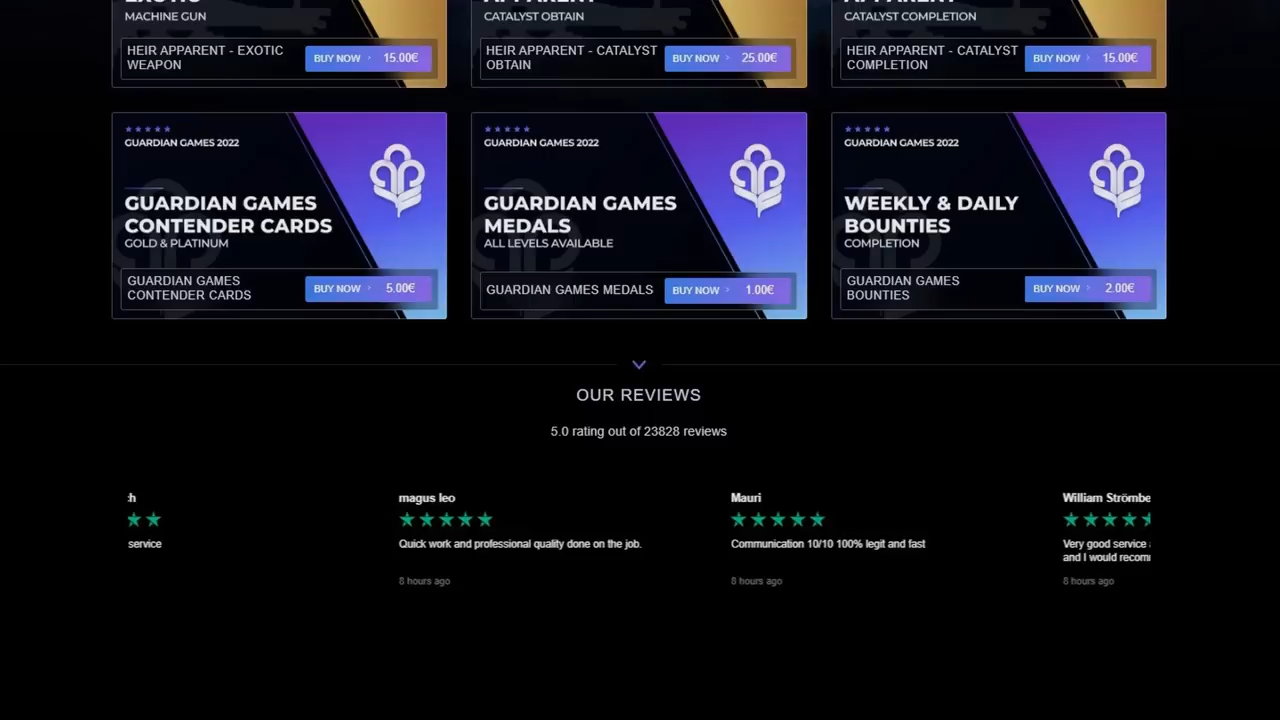 MACHINE GUN
HEIR APPARENT - EXOTIC
WEAPON
BUY NOW
15.00€
CATALYST OBTAIN
HEIR APPARENT - CATALYST
OBTAIN
BUY NOW
25.00€
CATALYST COMPLETION
HEIR APPARENT - CATALYST
COMPLETION
BUY NOW
15.00€
GUARDIAN GAMES 2022
GUARDIAN GAMES
CONTENDER CARDS
GOLD & PLATINUM
GUARDIAN GAMES
CONTENDER CARDS
BUY NOW
5.00€
GUARDIAN GAMES 2022
GUARDIAN GAMES
MEDALS
ALL LEVELS AVAILABLE
GUARDIAN GAMES MEDALS
BUY NOW
1.00€
GUARDIAN GAMES 2022
WEEKLY & DAILY
BOUNTIES
COMPLETION
GUARDIAN GAMES
BOUNTIES
BUY NOW
2.00€
OUR REVIEWS
5.0 rating out of 23828 reviews
h
service
magus leo
Quick work and professional quality done on the job.
8 hours ago
Mauri
Communication 10/10 100% legit and fast
8 hours ago
William Strömbe
Very good service
and I would recom
8 hours ago